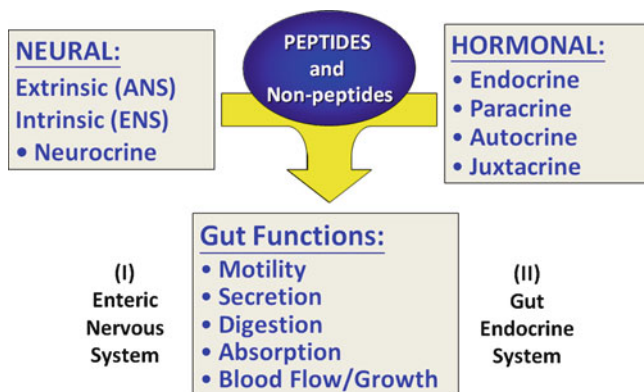 NEURAL:
Extrinsic (ANS)
Intrinsic (ENS)
• Neurocrine
PEPTIDES
and
Non-peptides
HORMONAL:
• Endocrine
• Paracrine
• Autocrine
• Juxtacrine
(I)
Enteric
Nervous
System
Gut Functions:
• Motility
• Secretion
• Digestion
• Absorption
• Blood Flow/Growth
(II)
Gut
Endocrine
System